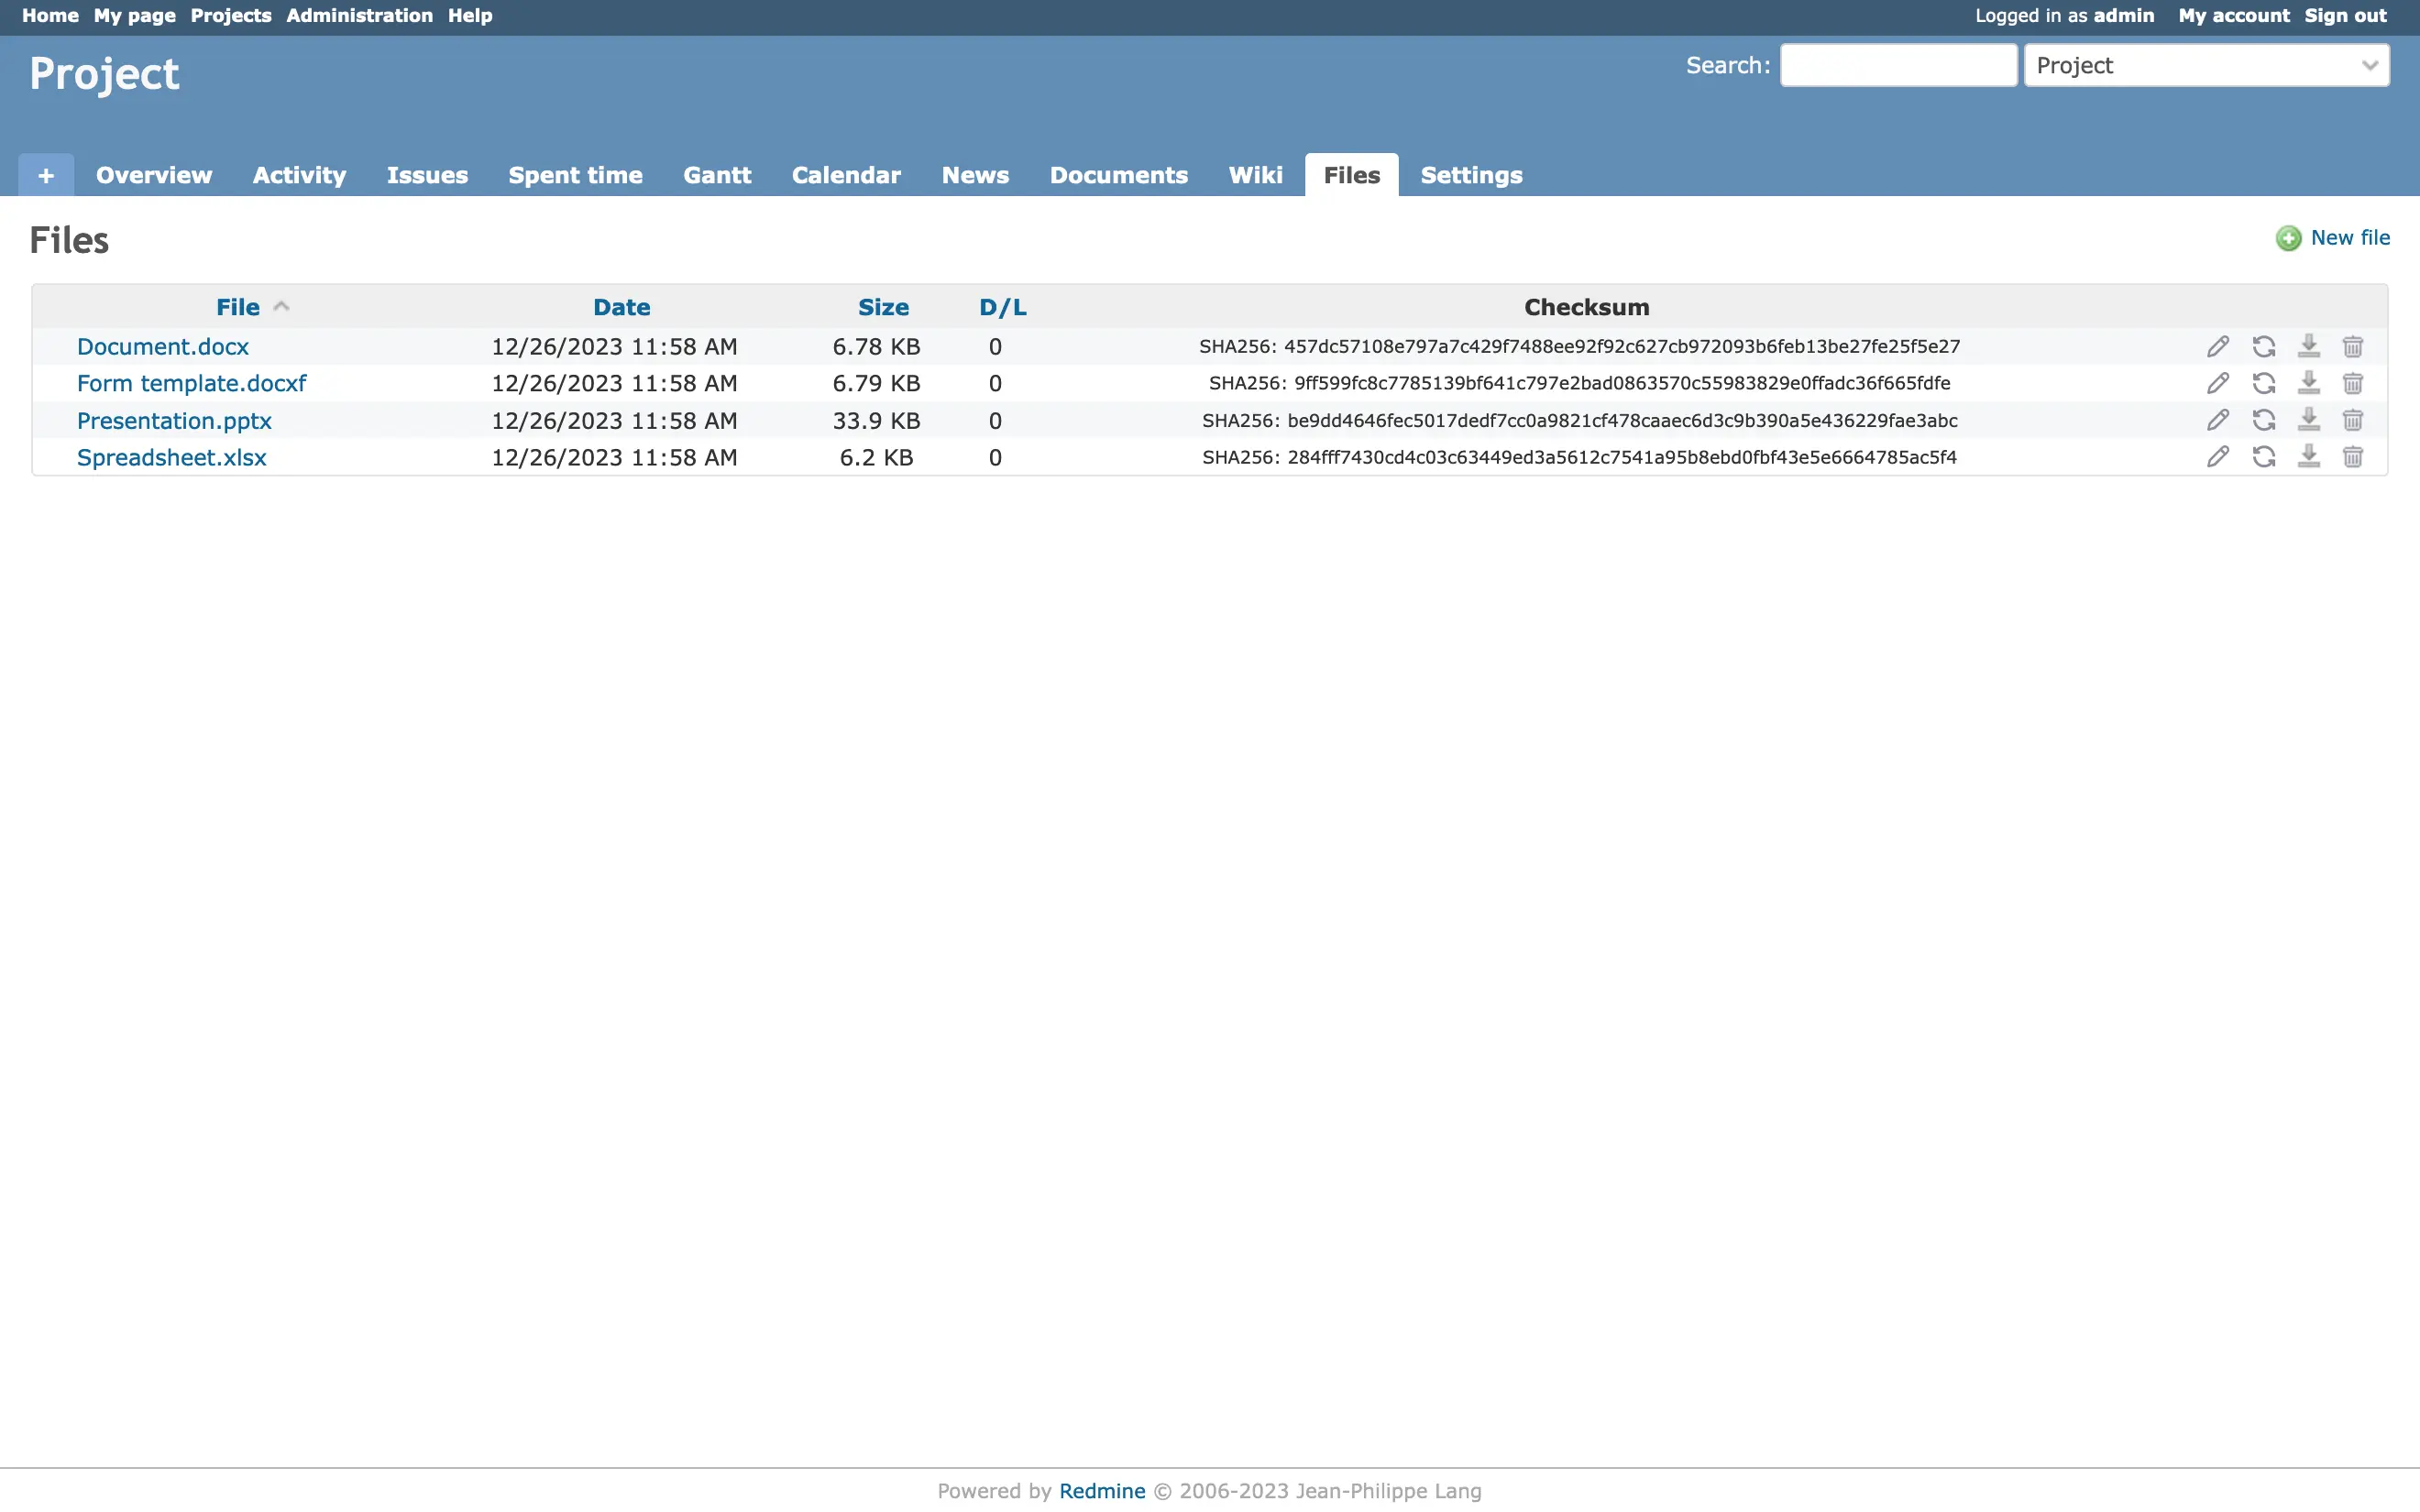 Home My page Projects Administration Help Logged in as admin My account Sign out
Project Search: Project
+ Overview Activity Issues Spent time Gantt Calendar News Documents Wiki Files Settings
Files New file
File Date Size D/L Checksum
Document.docx 12/26/2023 11:58 AM 6.78 KB 0 SHA256: 457dc57108e797a7c429f7488ee92f92c627cb972093b6feb13be27fe25f5e27
Form template.docxf 12/26/2023 11:58 AM 6.79 KB 0 SHA256: 9ff599fc8c7785139bf641c797e2bad0863570c55983829e0ffadc36f665fdfe
Presentation.pptx 12/26/2023 11:58 AM 33.9 KB 0 SHA256: be9dd4646fec5017dedf7cc0a9821cf478caaec6d3c9b390a5e436229fae3abc
Spreadsheet.xlsx 12/26/2023 11:58 AM 6.2 KB 0 SHA256: 284fff7430cd4c03c63449ed3a5612c7541a95b8ebd0fbf43e5e6664785ac5f4
Powered by Redmine © 2006-2023 Jean-Philippe Lang